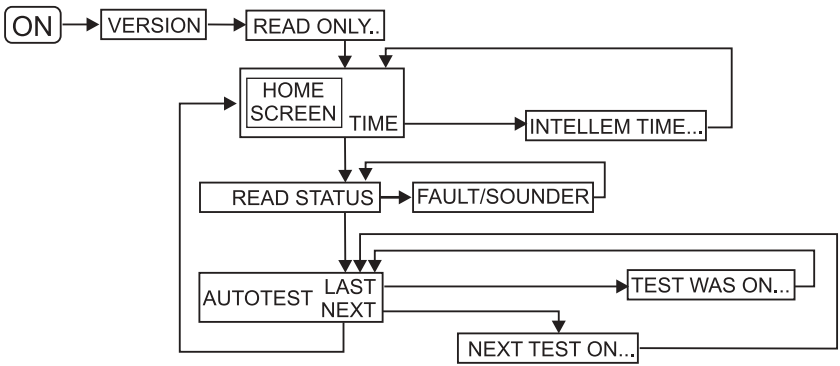 ON
VERSION
READ ONLY..
HOME
SCREEN
TIME
INTELLEM TIME...
READ STATUS
FAULT/SOUNDER
AUTOTEST
LAST
NEXT
TEST WAS ON...
NEXT TEST ON...